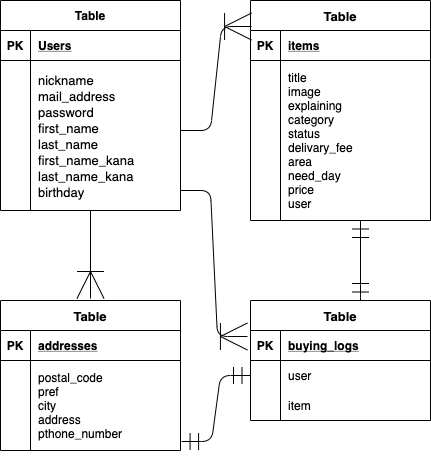 Table
PK Users
nickname
mail_address
password
first_name
last_name
first_name_kana
last_name_kana
birthday
Table
PK items
title
image
explaining
category
status
delivary_fee
area
need_day
price
user
Table
PK addresses
postal_code
pref
city
address
pthone_number
Table
PK buying_logs
user
item